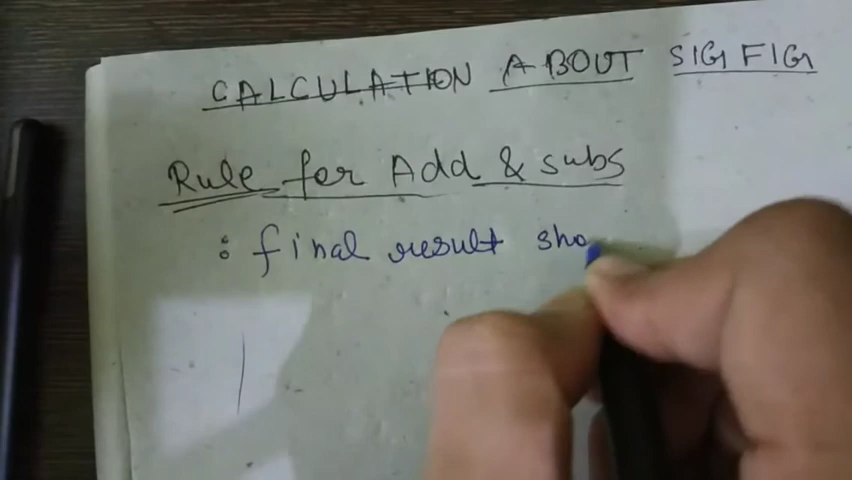 CALCULATION ABOUT SIG FIG
Rule for Add & subs
: final result sho